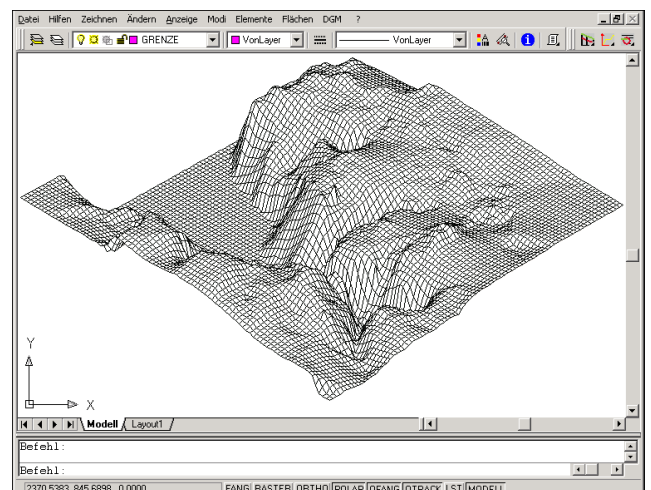 Datei Hilfen Zeichnen Ändern Anzeige Modi Elemente Flächen DGM ?
GRENZE VonLayer VonLayer
Y
X
Modell Layout1
Befehl:
Befehl:
2370.5383, 845.6898, 0.0000 FANG RASTER ORTHO POLAR OFANG OTRACK LST MODELL